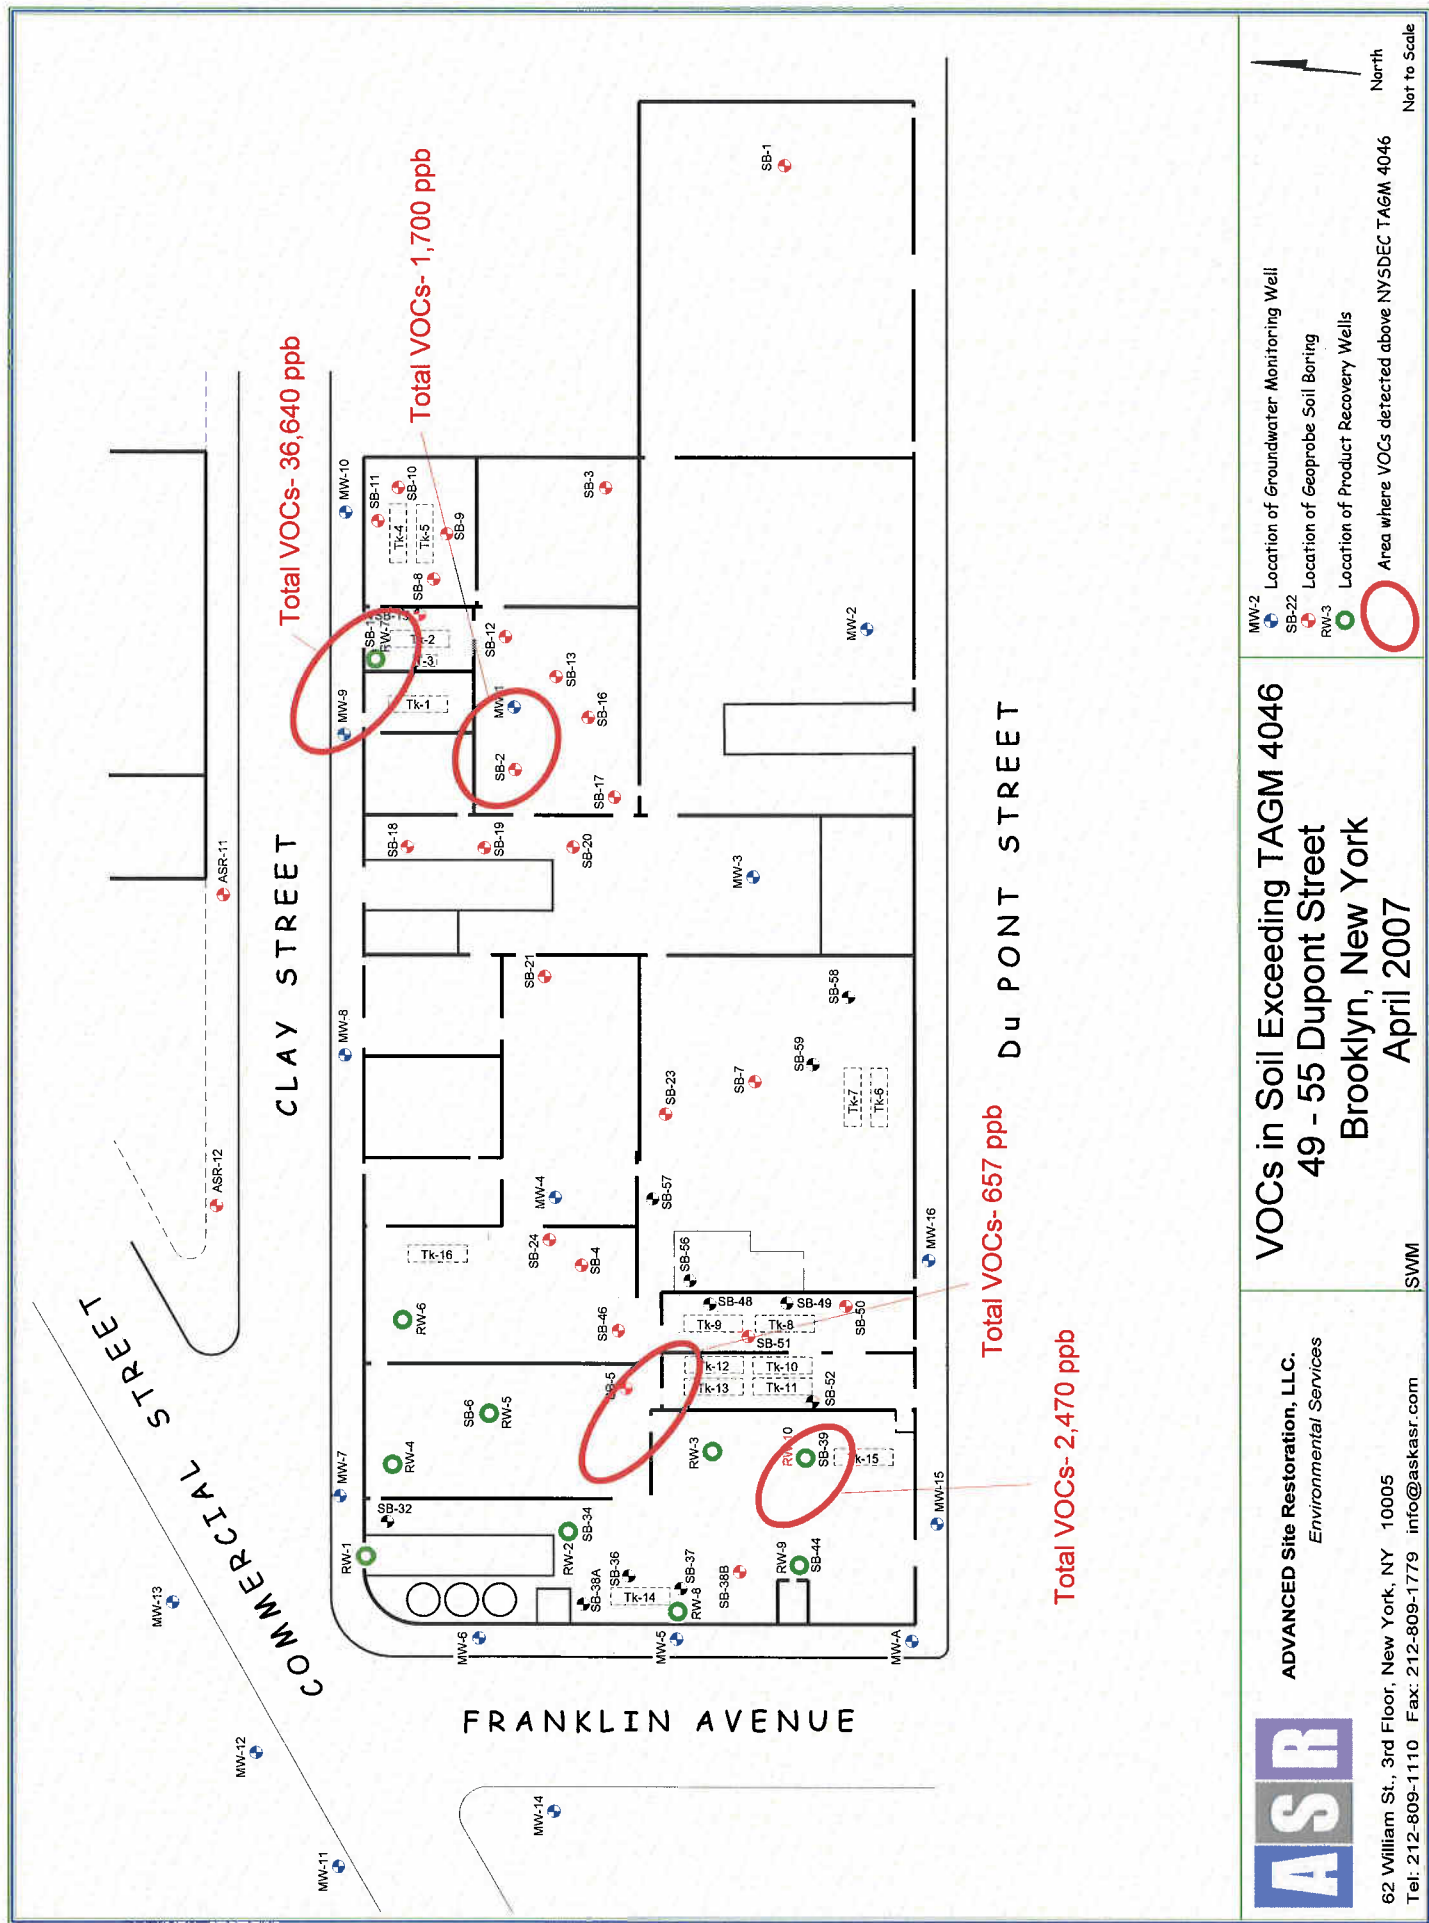 COMMERCIAL STREET
CLAY STREET
Du PONT STREET
FRANKLIN AVENUE
Total VOCs- 36,640 ppb
Total VOCs- 1,700 ppb
Total VOCs- 657 ppb
Total VOCs- 2,470 ppb
MW-11
MW-12
MW-13
MW-14
ASR-12
ASR-11
MW-7
MW-8
MW-9
MW-10
RW-1
SB-32
RW-4
SB-6
RW-5
RW-6
Tk-16
SB-24
SB-4
MW-4
SB-46
SB-5
SB-21
SB-18
SB-19
SB-20
SB-17
SB-2
MW-1
SB-16
SB-13
SB-12
Tk-1
RW-7
Tk-2
SB-15
SB-8
SB-9
SB-10
SB-11
Tk-4
Tk-5
SB-3
SB-1
MW-2
MW-3
SB-58
SB-59
SB-7
SB-23
Tk-7
Tk-6
SB-57
SB-56
SB-48
SB-49
SB-50
Tk-9
Tk-8
SB-51
Tk-12
Tk-10
Tk-13
Tk-11
SB-52
RW-3
RW-10
SB-39
k-15
RW-2
SB-34
SB-36
SB-38A
Tk-14
SB-37
RW-8
SB-38B
RW-9
SB-44
MW-6
MW-5
MW-A
MW-15
MW-16
ADVANCED Site Restoration, LLC.
Environmental Services
ASR
62 William St., 3rd Floor, New York, NY 10005
Tel: 212-809-1110 Fax: 212-809-1779 info@askasr.com
VOCs in Soil Exceeding TAGM 4046
49 - 55 Dupont Street
Brooklyn, New York
April 2007
SWM
MW-2
Location of Groundwater Monitoring Well
SB-22
Location of Geoprobe Soil Boring
RW-3
Location of Product Recovery Wells
Area where VOCs detected above NYSDEC TAGM 4046
North
Not to Scale